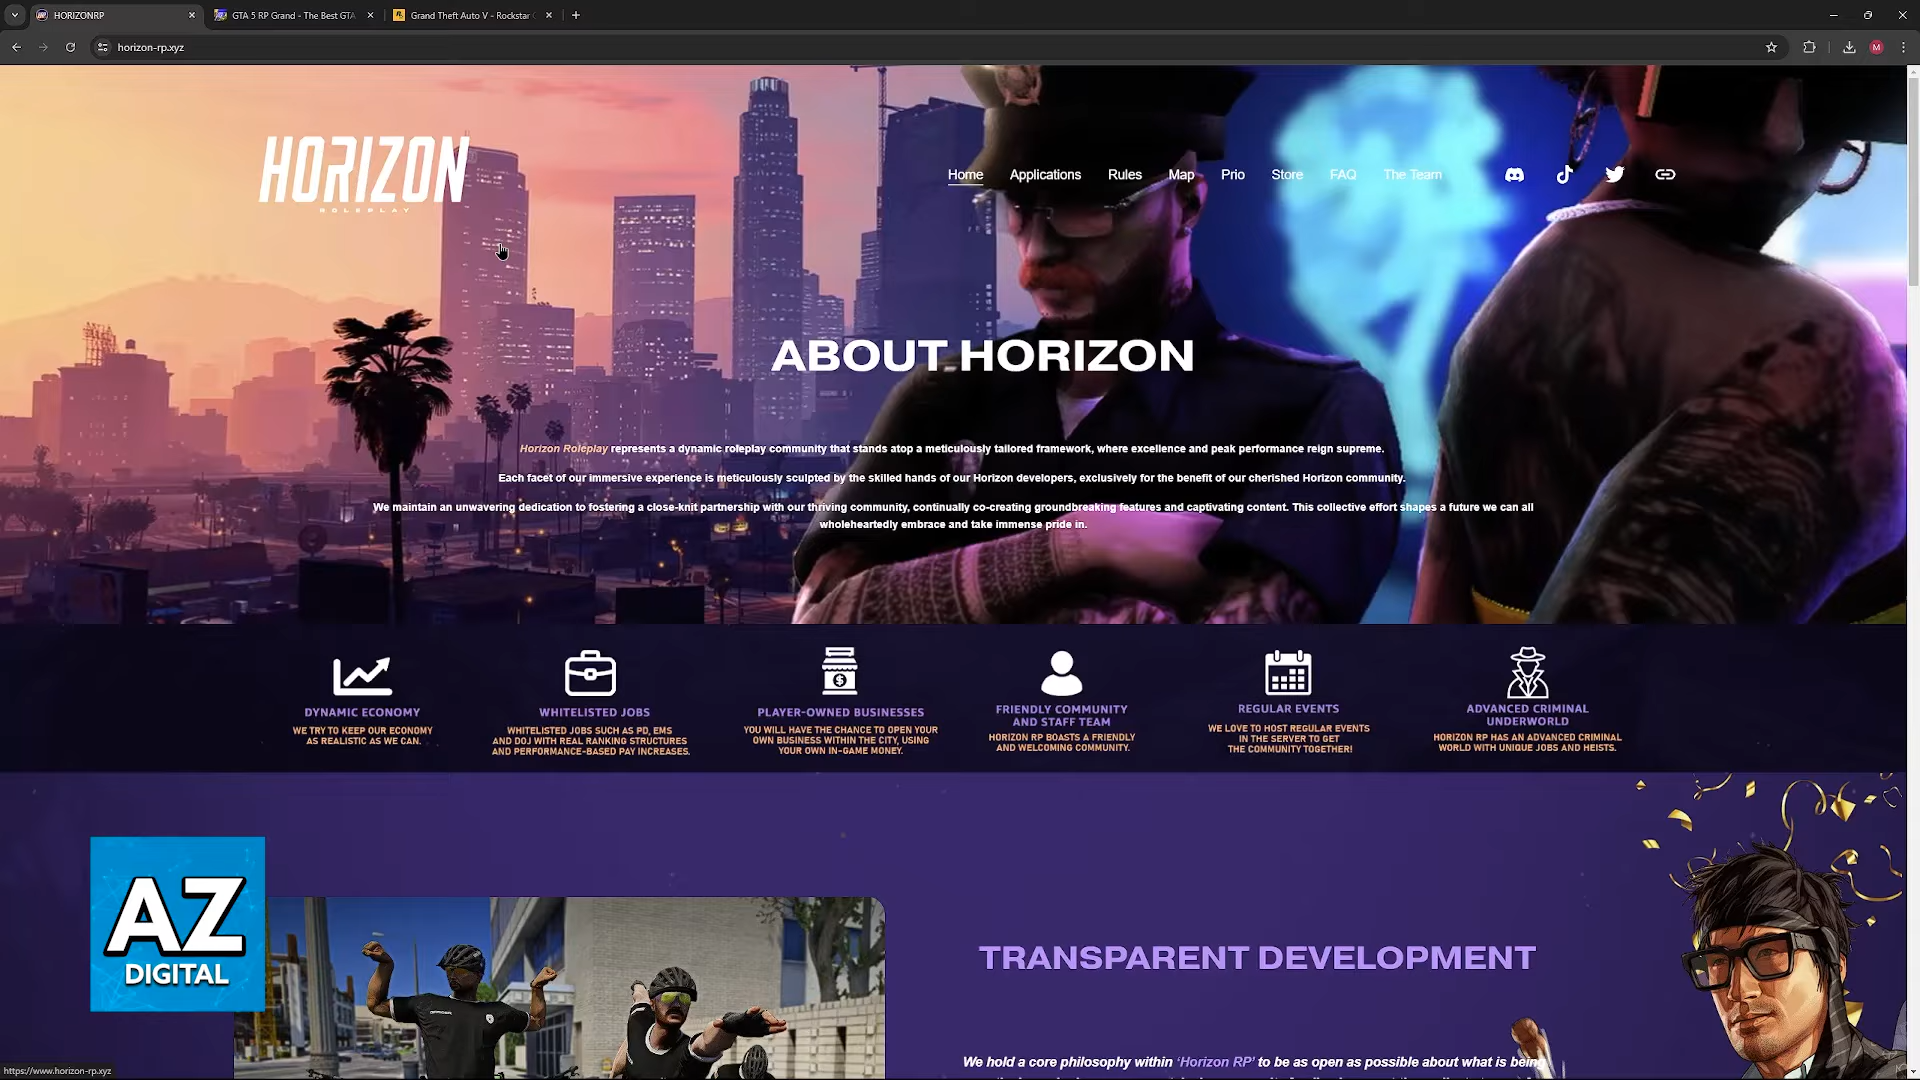 HORIZONRP
GTA 5 RP Grand - The Best GTA
Grand Theft Auto V - Rockstar
horizon-rp.xyz
M
HORIZON
ROLEPLAY
Home
Applications
Rules
Map
Prio
Store
FAQ
The Team
ABOUT HORIZON
Horizon Roleplay represents a dynamic roleplay community that stands atop a meticulously tailored framework, where excellence and peak performance reign supreme.
Each facet of our immersive experience is meticulously sculpted by the skilled hands of our Horizon developers, exclusively for the benefit of our cherished Horizon community.
We maintain an unwavering dedication to fostering a close-knit partnership with our thriving community, continually co-creating groundbreaking features and captivating content. This collective effort shapes a future we can all
wholeheartedly embrace and take immense pride in.
DYNAMIC ECONOMY
WE TRY TO KEEP OUR ECONOMY
AS REALISTIC AS WE CAN.
WHITELISTED JOBS
WHITELISTED JOBS SUCH AS PD, EMS
AND DOJ WITH REAL RANKING STRUCTURES
AND PERFORMANCE-BASED PAY INCREASES.
PLAYER-OWNED BUSINESSES
YOU WILL HAVE THE CHANCE TO OPEN YOUR
OWN BUSINESS WITHIN THE CITY, USING
YOUR OWN IN-GAME MONEY.
FRIENDLY COMMUNITY
AND STAFF TEAM
HORIZON RP BOASTS A FRIENDLY
AND WELCOMING COMMUNITY.
REGULAR EVENTS
WE LOVE TO HOST REGULAR EVENTS
IN THE SERVER TO GET
THE COMMUNITY TOGETHER!
ADVANCED CRIMINAL
UNDERWORLD
HORIZON RP HAS AN ADVANCED CRIMINAL
WORLD WITH UNIQUE JOBS AND HEISTS.
AZ
DIGITAL
TRANSPARENT DEVELOPMENT
We hold a core philosophy within 'Horizon RP' to be as open as possible about what is being
https://www.horizon-rp.xyz